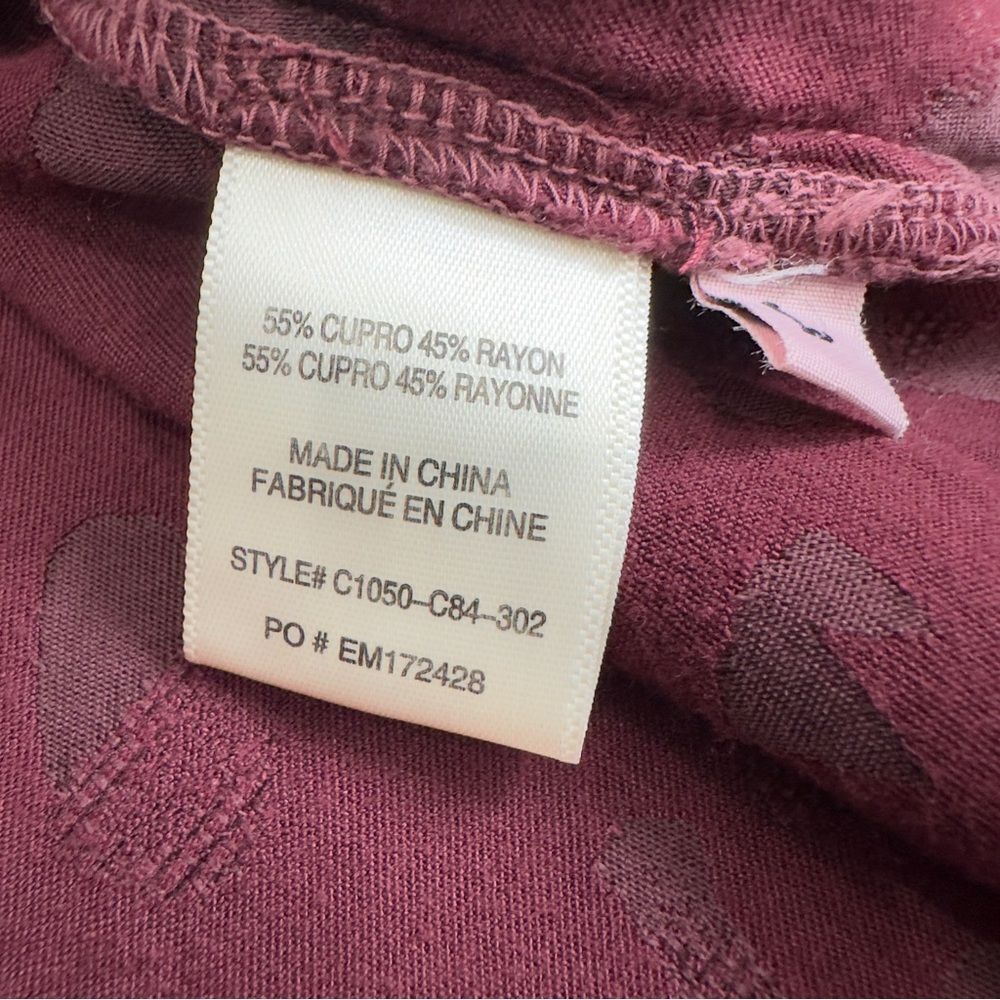 55% CUPRO 45% RAYON
55% CUPRO 45% RAYONNE
MADE IN CHINA
FABRIQUÉ EN CHINE
STYLE# C1050-C84-302
PO # EM172428